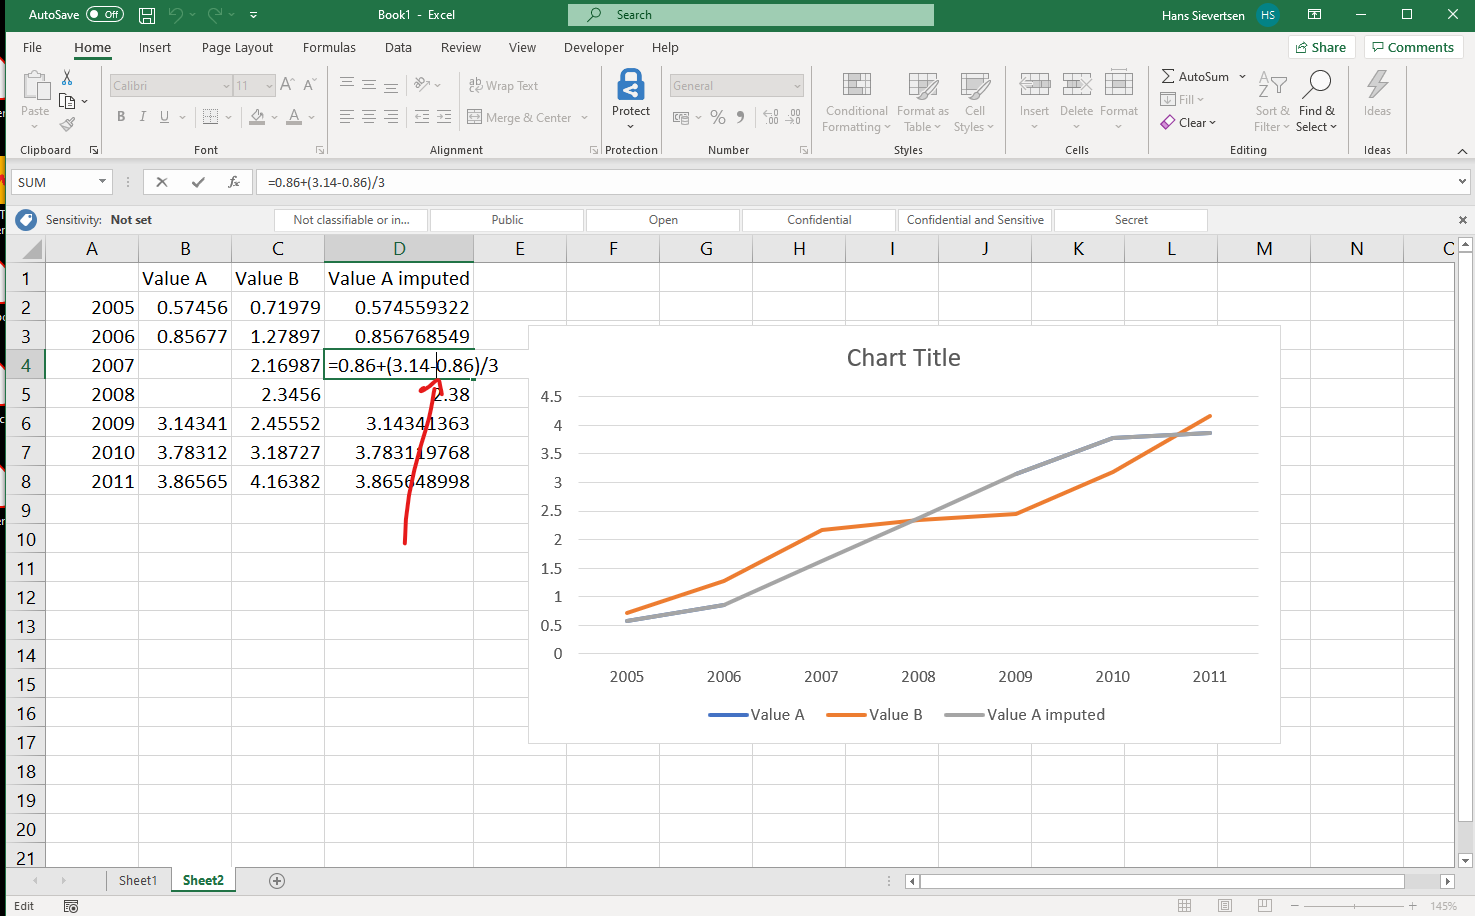 AutoSave Off Book1 - Excel Search Hans Sievertsen HS
File Home Insert Page Layout Formulas Data Review View Developer Help Share Comments
Calibri 11 ab Wrap Text General AutoSum
Paste B I U Merge & Center Protect % Conditional Formatting Format as Table Cell Styles Insert Delete Format Fill Clear Sort & Filter Find & Select Ideas
Clipboard Font Alignment Protection Number Styles Cells Editing Ideas
SUM fx =0.86+(3.14-0.86)/3
Sensitivity: Not set Not classifiable or in... Public Open Confidential Confidential and Sensitive Secret
A B C D E F G H I J K L M N
1 Value A Value B Value A imputed
2 2005 0.57456 0.71979 0.574559322
3 2006 0.85677 1.27897 0.856768549
4 2007 2.16987 =0.86+(3.14-0.86)/3
5 2008 2.3456 2.38
6 2009 3.14341 2.45552 3.14341363
7 2010 3.78312 3.18727 3.783119768
8 2011 3.86565 4.16382 3.865648998
9
10
11
12
13
14
15
16
17
18
19
20
21
Chart Title
4.5
4
3.5
3
2.5
2
1.5
1
0.5
0
2005 2006 2007 2008 2009 2010 2011
Value A Value B Value A imputed
Sheet1 Sheet2
Edit 145%